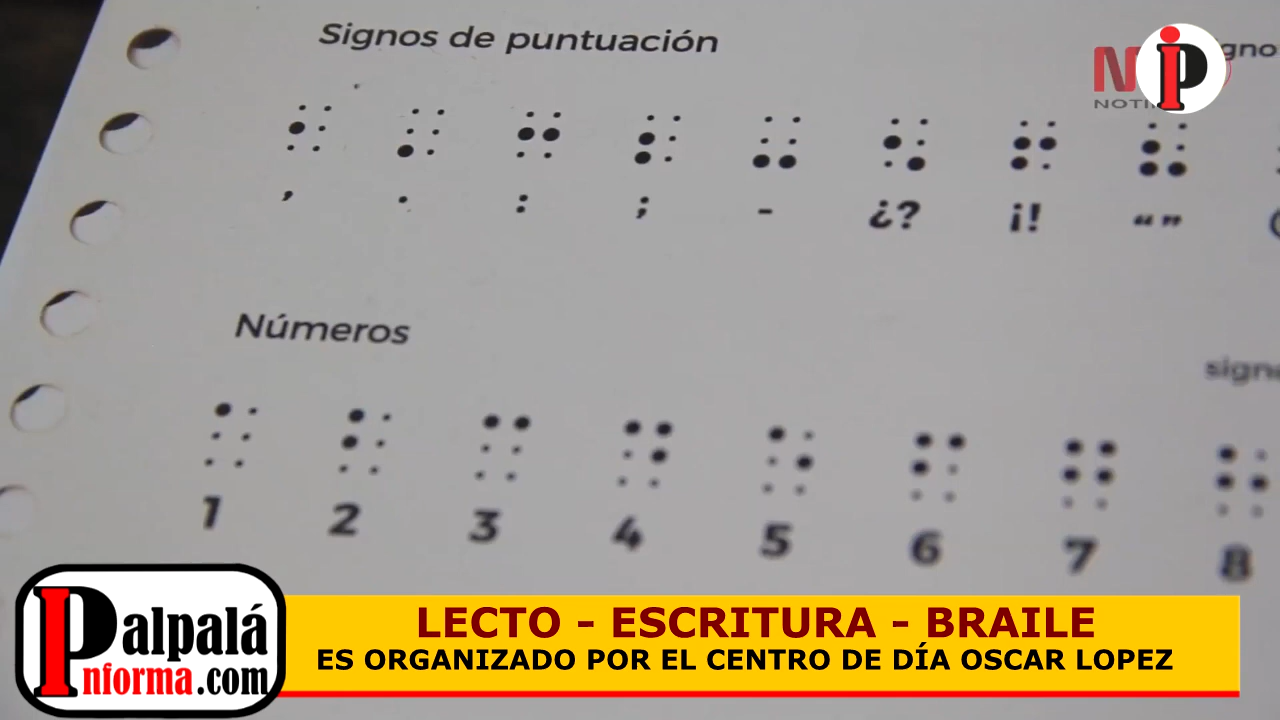 Signos de puntuación
, . : ; - ¿? ¡! “ ”
Números
1 2 3 4 5 6 7 8
Palpalá
Informa.com
LECTO - ESCRITURA - BRAILE
ES ORGANIZADO POR EL CENTRO DE DÍA OSCAR LOPEZ
iP